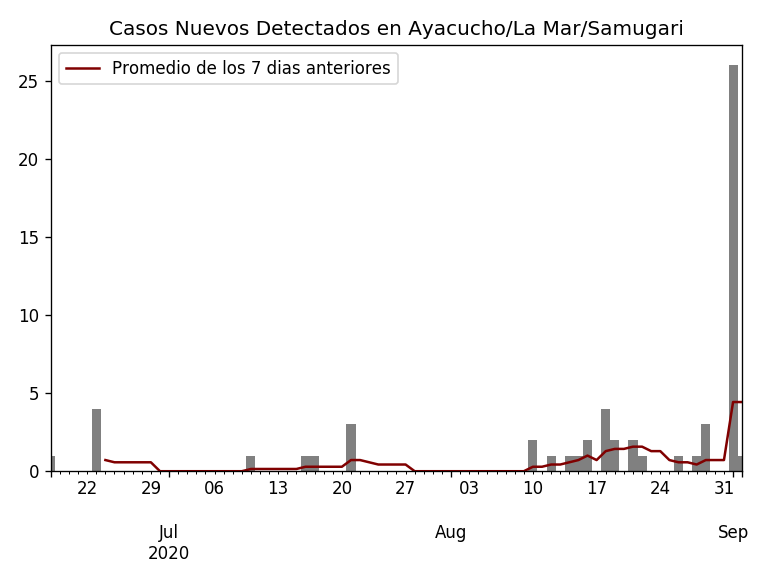 Casos Nuevos Detectados en Ayacucho/La Mar/Samugari
Promedio de los 7 dias anteriores
25
20
15
10
5
0
22 29 06 13 20 27 03 10 17 24 31
Jul Aug Sep
2020